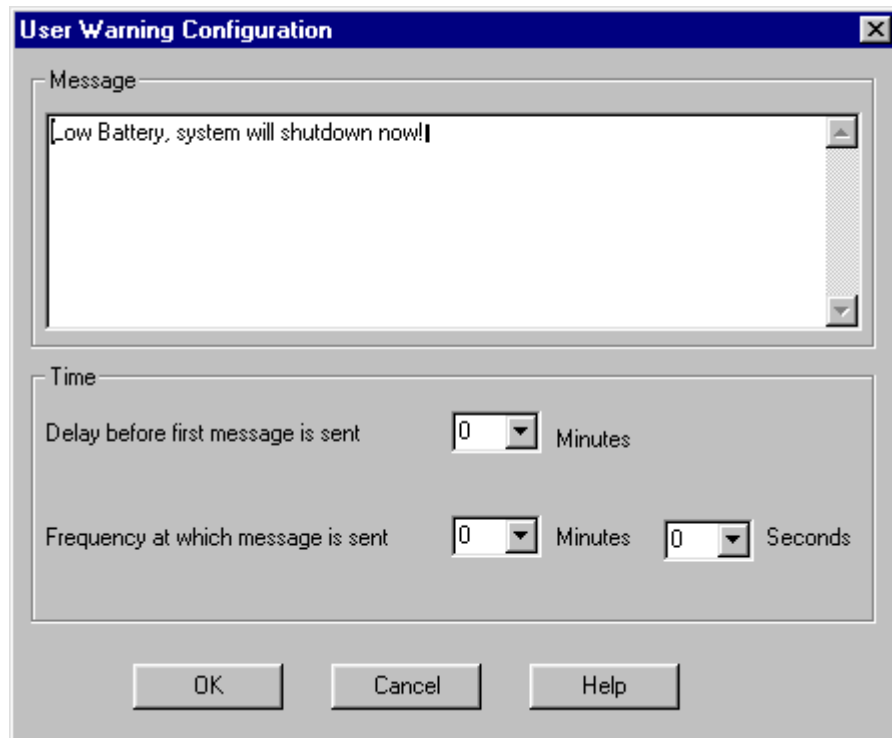 User Warning Configuration
Message
Low Battery, system will shutdown now!
Time
Delay before first message is sent 0 Minutes
Frequency at which message is sent 0 Minutes 0 Seconds
OK Cancel Help